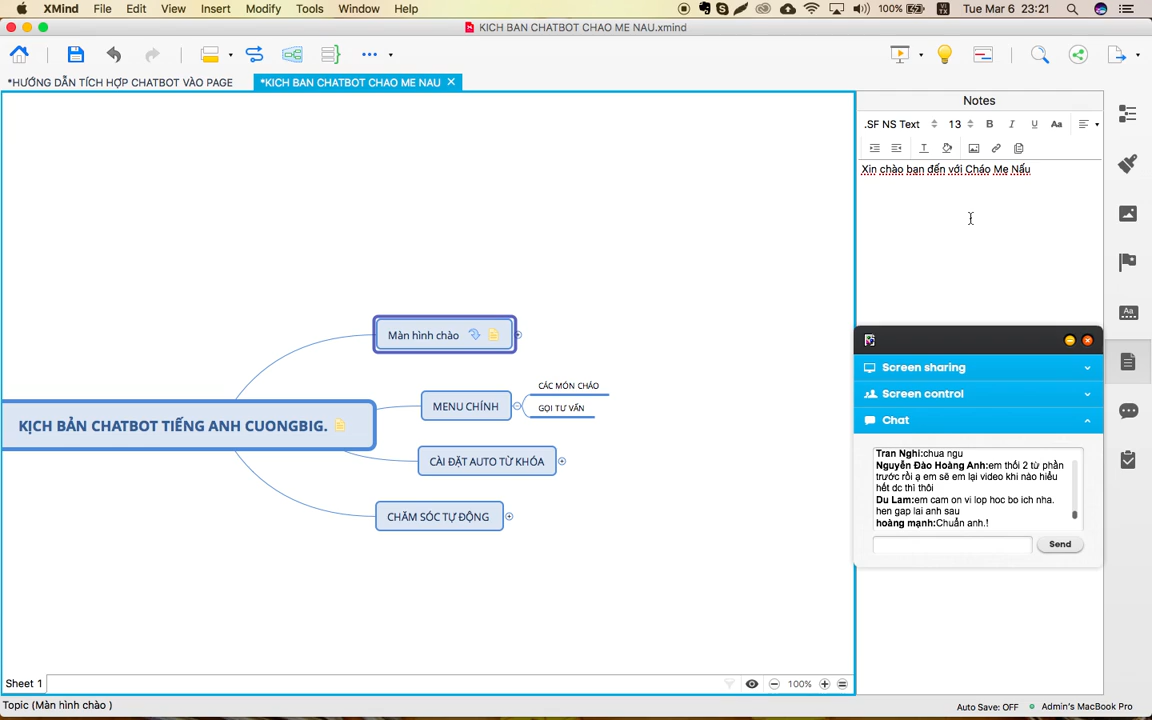 XMind File Edit View Insert Modify Tools Window Help 100% VI TX Tue Mar 6 23:21
KICH BAN CHATBOT CHAO ME NAU.xmind
*HƯỚNG DẪN TÍCH HỢP CHATBOT VÀO PAGE *KICH BAN CHATBOT CHAO ME NAU
Notes
.SF NS Text 13 B I U Aa
T
Xin chào bạn đến với Cháo Mẹ Nấu
Màn hình chào
Screen sharing
CÁC MÓN CHÁO
Screen control
MENU CHÍNH
GỌI TƯ VẤN
Chat
KỊCH BẢN CHATBOT TIẾNG ANH CUONGBIG.
CÀI ĐẶT AUTO TỪ KHÓA
CHĂM SÓC TỰ ĐỘNG
Tran Nghi:chua ngu
Nguyễn Đào Hoàng Anh:em thối 2 từ phần
trước rồi ạ em sẽ em lại video khi nào hiểu
hết dc thì thôi
Du Lam:em cam on vi lop hoc bo ich nha.
hen gap lai anh sau
hoàng mạnh:Chuẩn anh.!
Send
Sheet 1 100%
Topic (Màn hình chào ) Auto Save: OFF Admin's MacBook Pro